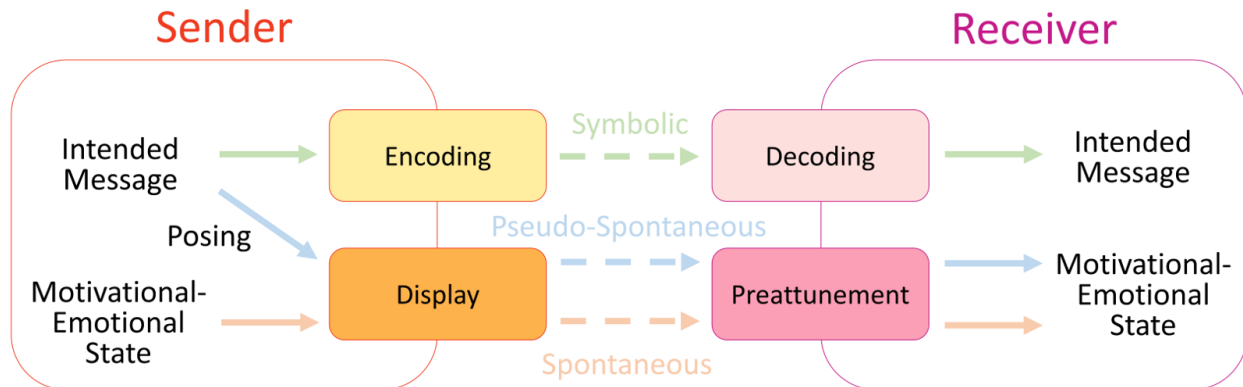 Sender
Receiver
Intended
Message
Encoding
Symbolic
Decoding
Intended
Message
Posing
Pseudo-Spontaneous
Motivational-
Emotional
State
Display
Preattunement
Motivational-
Emotional
State
Spontaneous